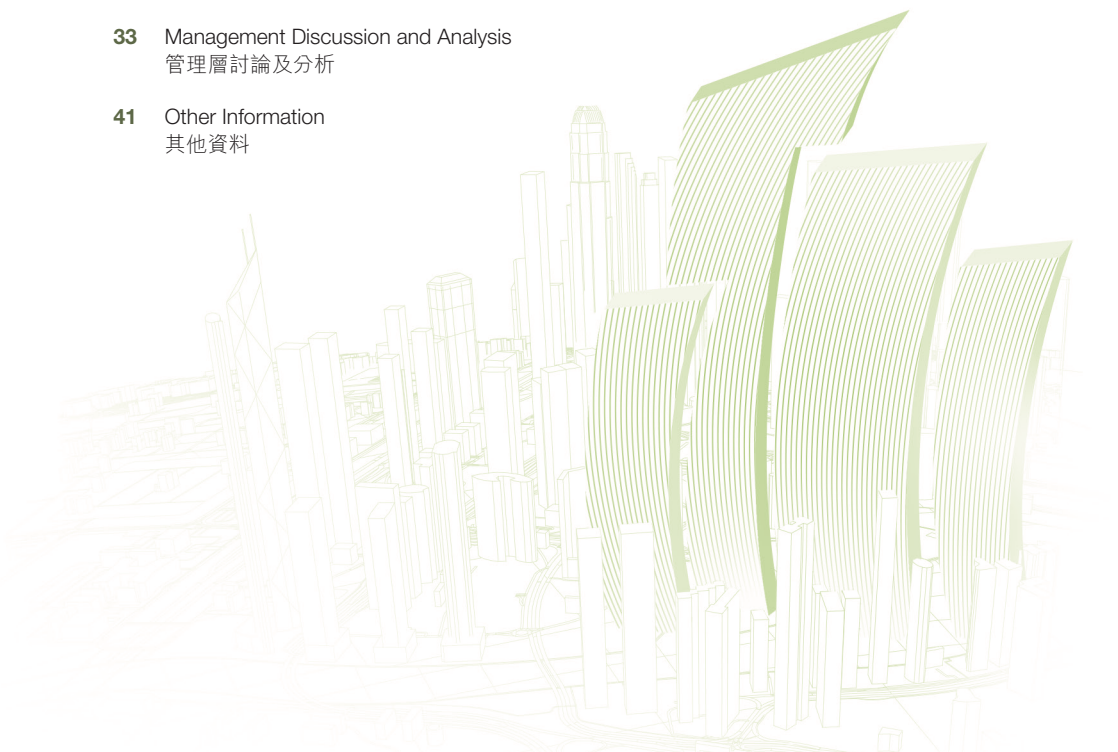 33 Management Discussion and Analysis
管理層討論及分析
41 Other Information
其他資料